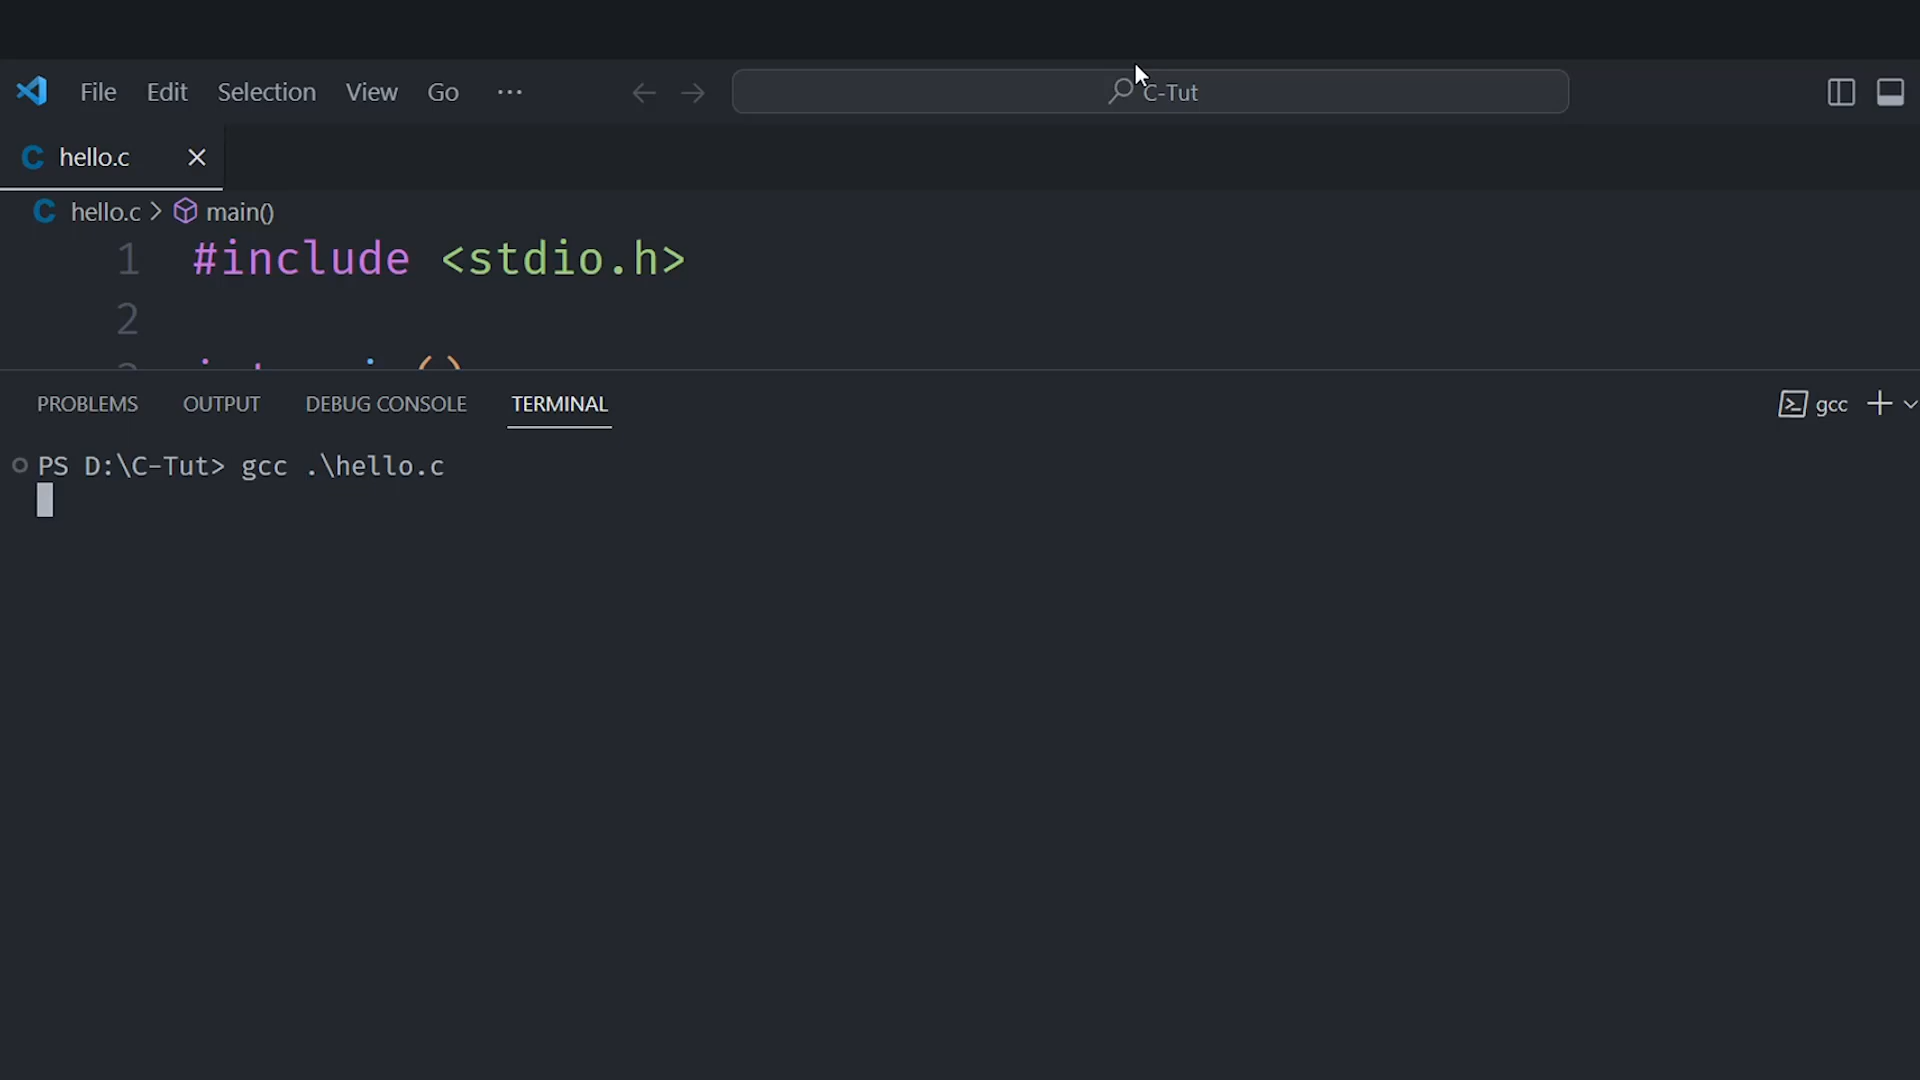 File Edit Selection View Go ··· C-Tut
hello.c
hello.c > main()
1 #include <stdio.h>
2
PROBLEMS OUTPUT DEBUG CONSOLE TERMINAL gcc
PS D:\C-Tut> gcc .\hello.c